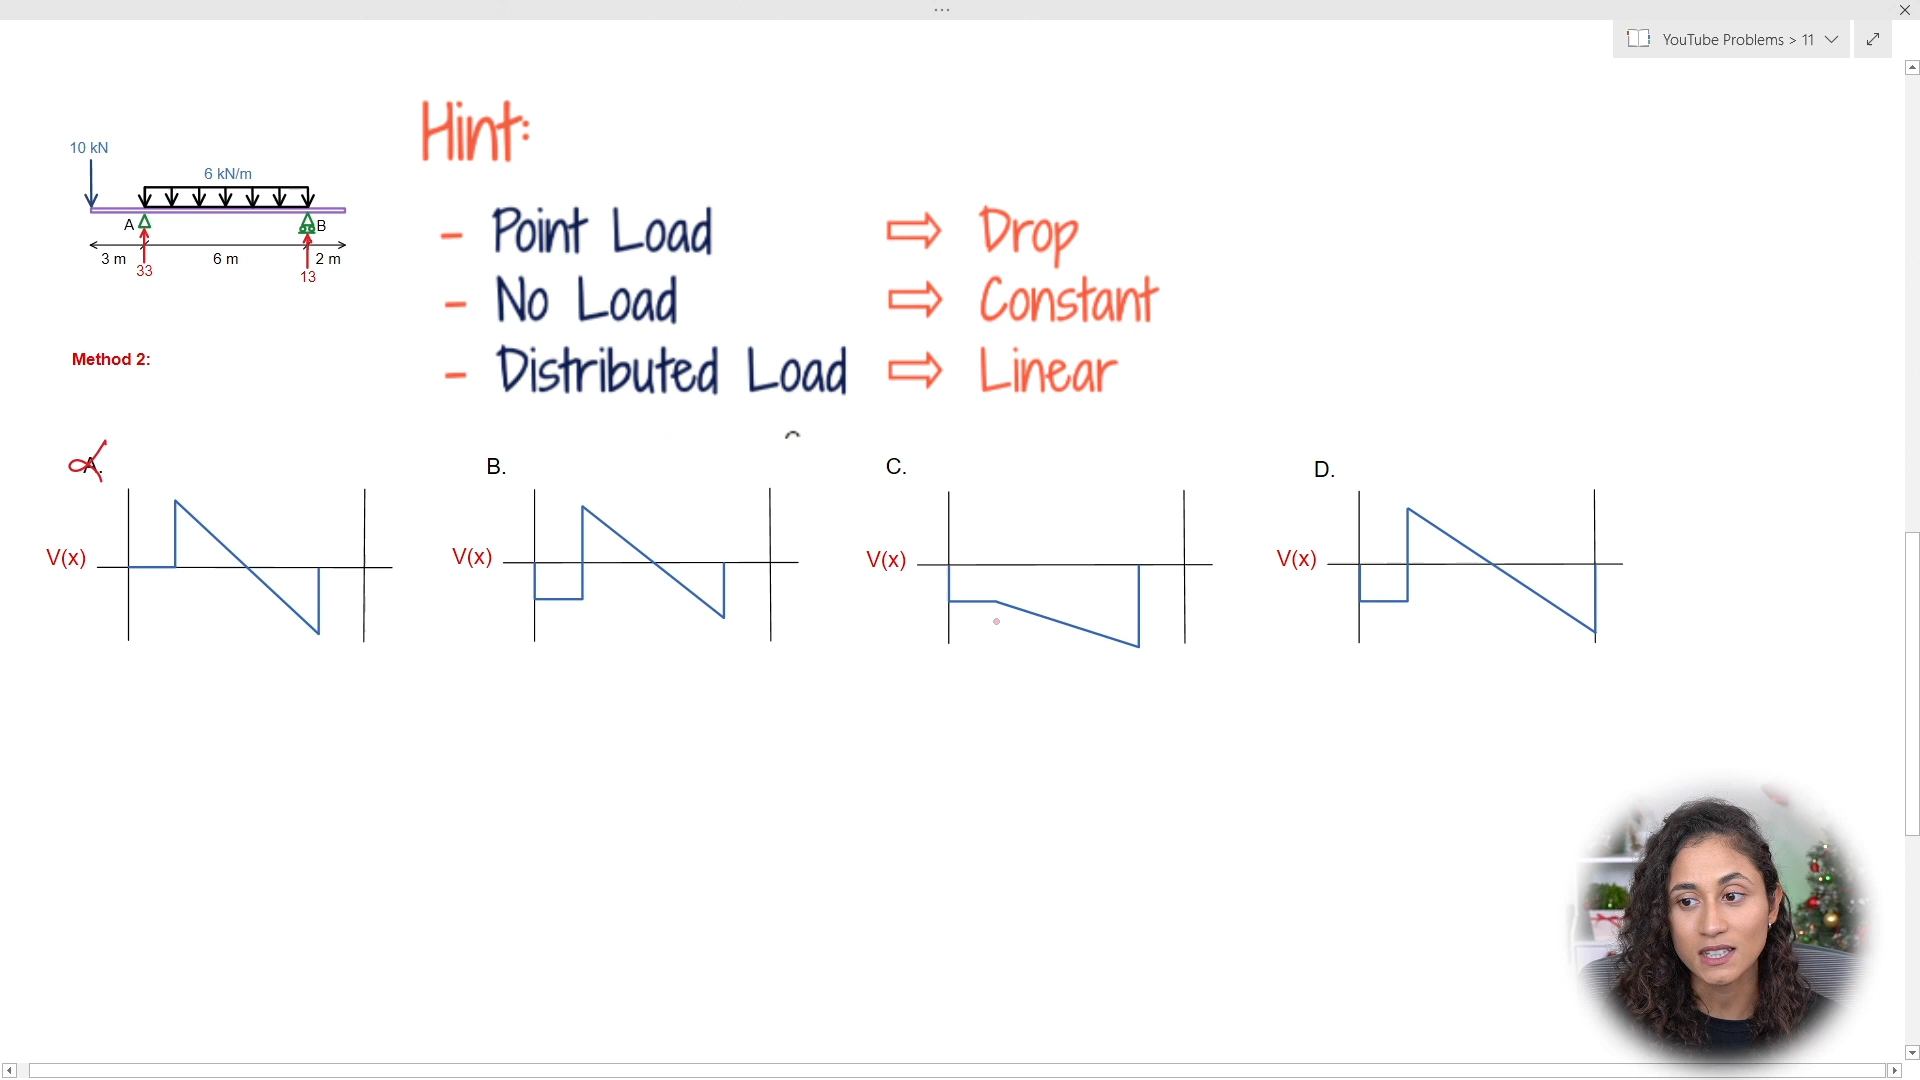 YouTube Problems > 11
Hint:
10 kN
6 kN/m
- Point Load ⇨ Drop
A B
3 m 6 m 2 m
33 13
- No Load ⇨ Constant
Method 2:
- Distributed Load ⇨ Linear
A. B. C. D.
V(x) V(x) V(x) V(x)